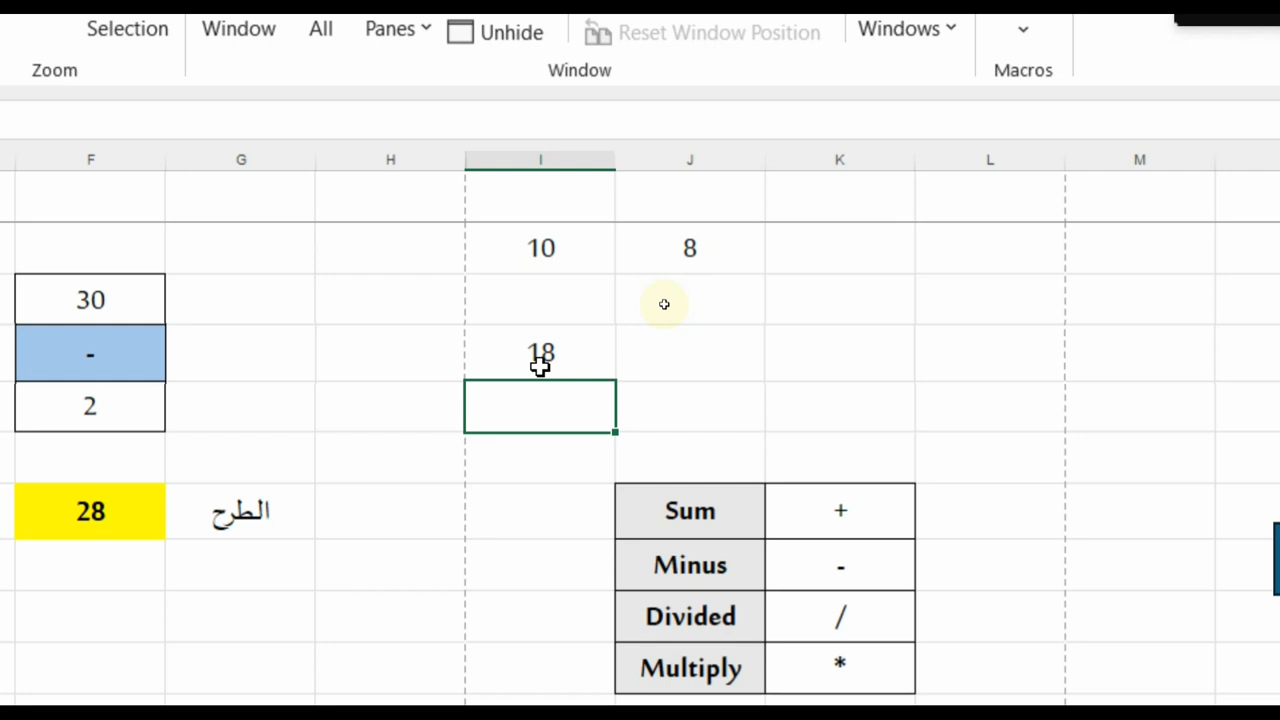 Selection Window All Panes Unhide Reset Window Position Windows
Zoom Window Macros
F G H I J K L M
10 8
30
- 18
2
28 الطرح Sum +
Minus -
Divided /
Multiply *